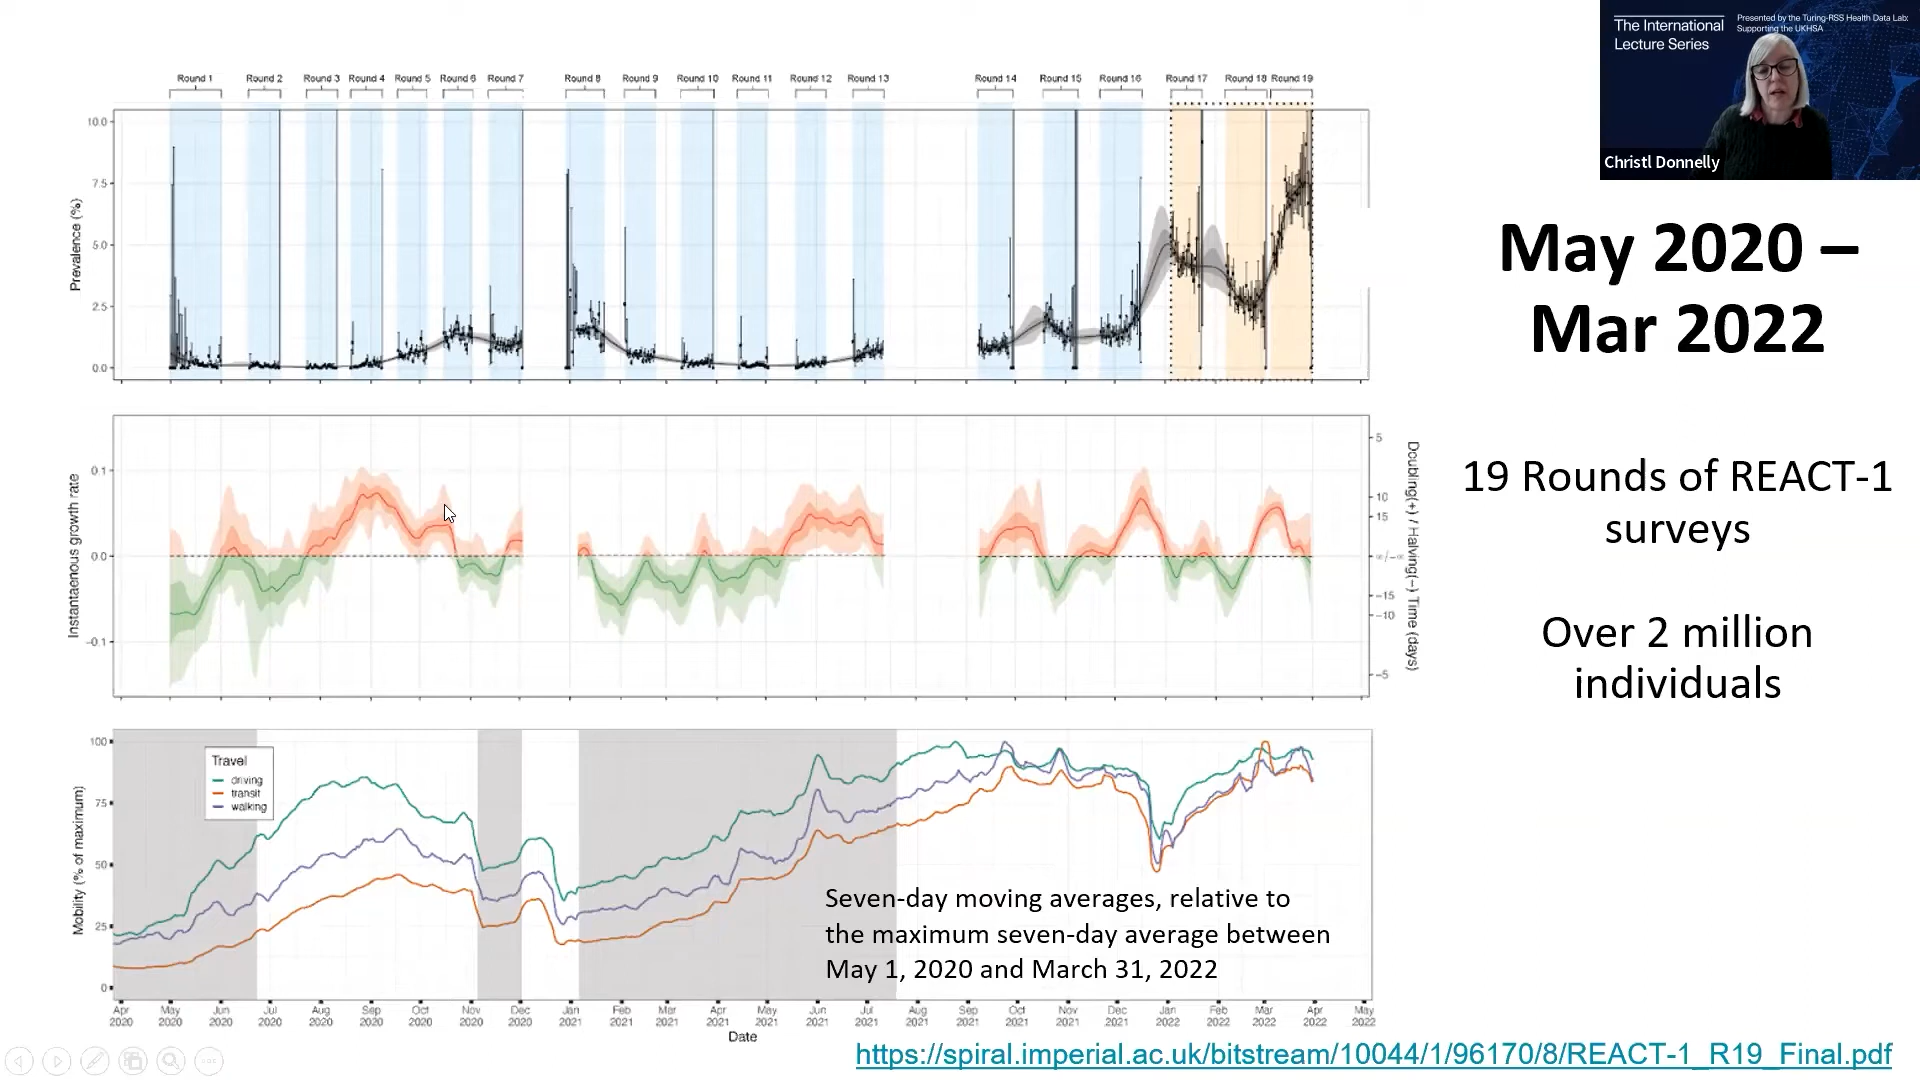 The International
Lecture Series
Presented by the Turing-RSS Health Data Lab:
Supporting the UKHSA
Christl Donnelly
Round 1 Round 2 Round 3 Round 4 Round 5 Round 6 Round 7 Round 8 Round 9 Round 10 Round 11 Round 12 Round 13 Round 14 Round 15 Round 16 Round 17 Round 18 Round 19
Prevalence (%)
10.0
7.5
5.0
2.5
0.0
May 2020 –
Mar 2022
19 Rounds of REACT-1
surveys
Over 2 million
individuals
Instantaenous growth rate
0.1
0.0
-0.1
5
10
15
∞/-∞
-15
-10
-5
Doubling(+) / Halving(-) Time (days)
Mobility (% of maximum)
100
75
50
25
0
Travel
driving
transit
walking
Seven-day moving averages, relative to
the maximum seven-day average between
May 1, 2020 and March 31, 2022
Apr May Jun Jul Aug Sep Oct Nov Dec Jan Feb Mar Apr May Jun Jul Aug Sep Oct Nov Dec Jan Feb Mar Apr May
2020 2020 2020 2020 2020 2020 2020 2020 2020 2021 2021 2021 2021 2021 2021 2021 2021 2021 2021 2021 2021 2022 2022 2022 2022 2022
Date
https://spiral.imperial.ac.uk/bitstream/10044/1/96170/8/REACT-1_R19_Final.pdf